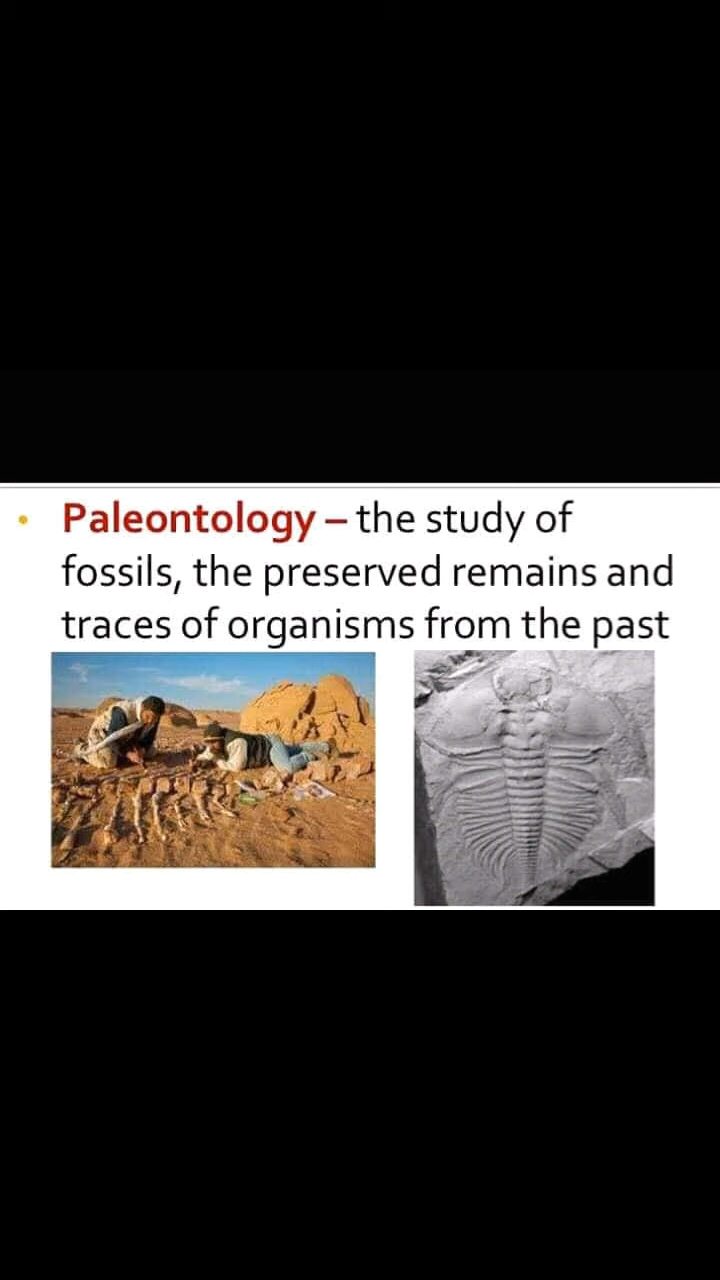 • Paleontology – the study of
fossils, the preserved remains and
traces of organisms from the past